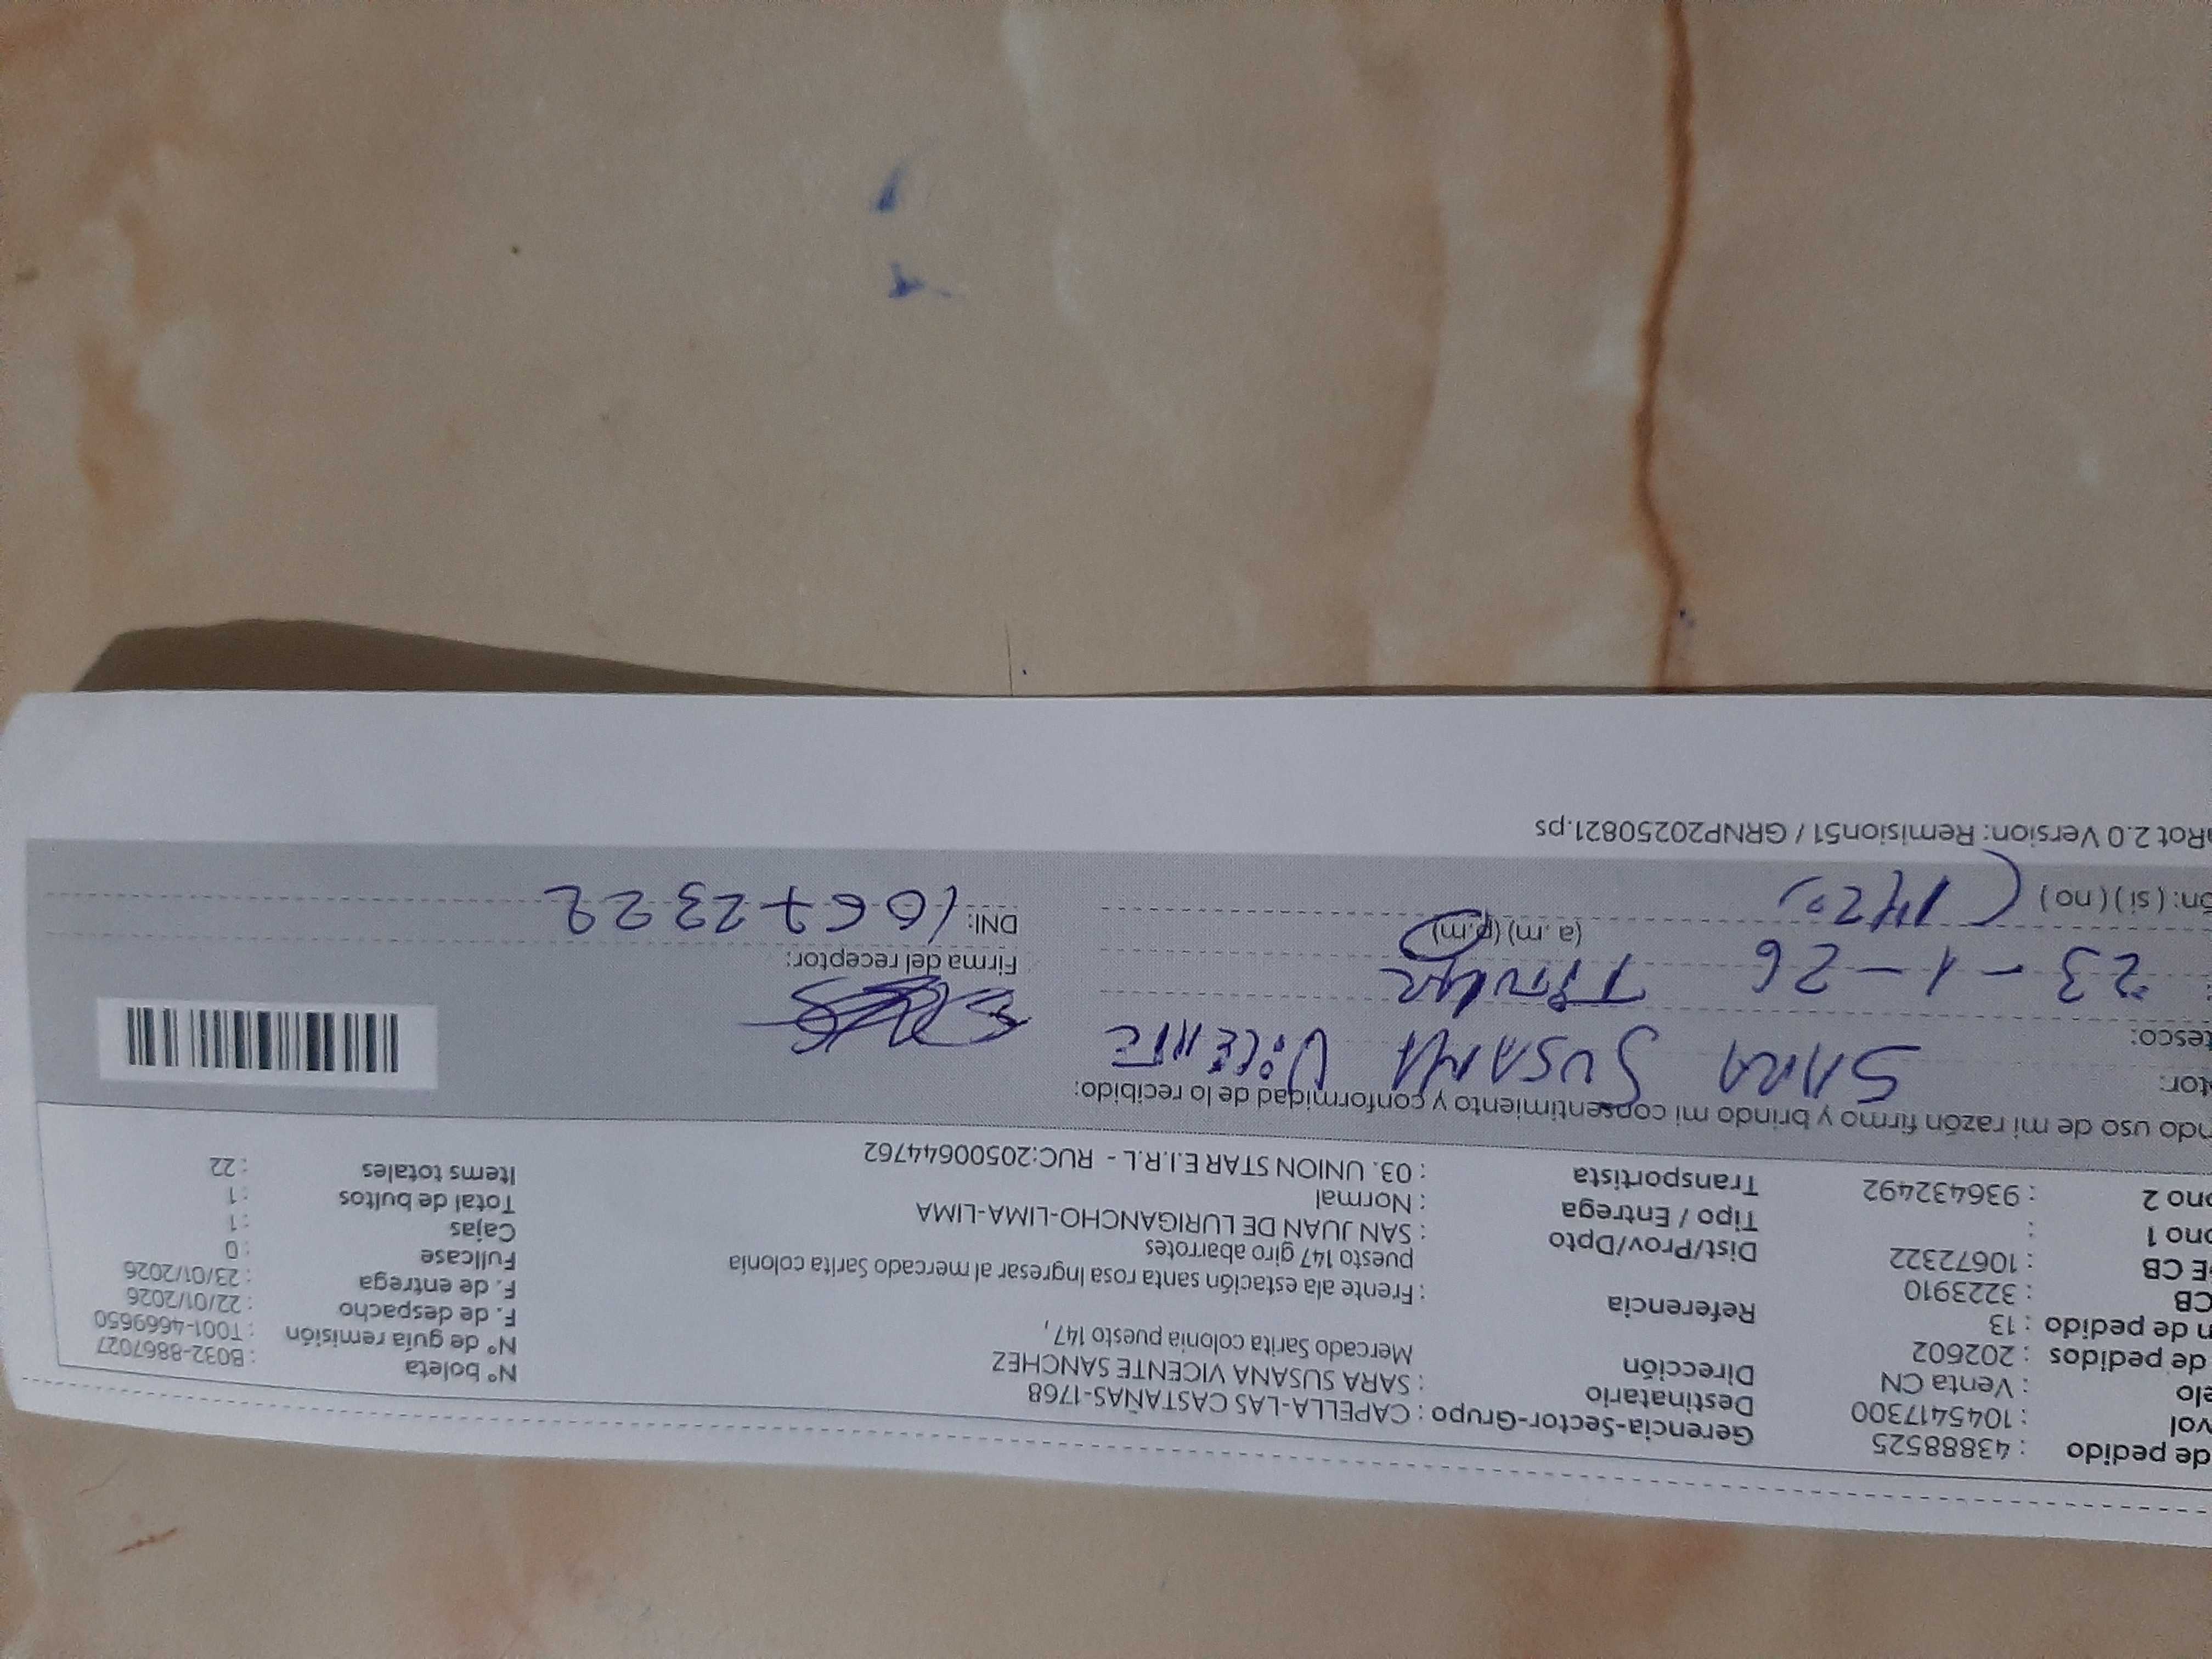 de pedido : 43888525
vol : 1045417300
elo : Venta CN
de pedidos : 202602
n de pedido : 13
CB : 3223910
E CB : 10672322
ono 1 :
ono 2 : 936432492
Gerencia-Sector-Grupo : CAPELLA-LAS CASTAÑAS-1768
Destinatario : SARA SUSANA VICENTE SANCHEZ
Dirección Mercado Sarita colonia puesto 147,
Referencia : Frente ala estación santa rosa Ingresar al mercado Sarita colonia
puesto 147 giro abarrotes
Dist/Prov/Dpto : SAN JUAN DE LURIGANCHO-LIMA-LIMA
Tipo / Entrega : Normal
Transportista : 03. UNION STAR E.I.R.L - RUC:20500644762
N° boleta : B032-8867027
N° de guía remisión : T001-4669650
F. de despacho : 22/01/2026
F. de entrega : 23/01/2026
Fullcase : 0
Cajas : 1
Total de bultos : 1
Items totales : 22
ndo uso de mi razón firmo y brindo mi consentimiento y conformidad de lo recibido:
tor: SARA SUSANA VICENTE
tesco: Titular
23-1-26 (a. m) (p.m)
ón: ( si ) ( no )
Firma del receptor:
DNI: 10672322
Rot 2.0 Version: Remision51 / GRNP20250821.ps